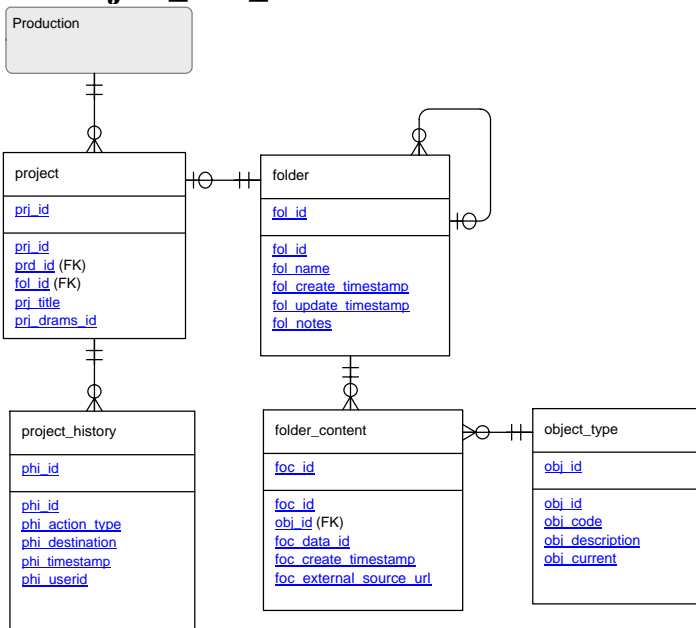 Production
project
prj_id
prj_id
prd_id (FK)
fol_id (FK)
prj_title
prj_drams_id
folder
fol_id
fol_id
fol_name
fol_create_timestamp
fol_update_timestamp
fol_notes
project_history
phi_id
phi_id
phi_action_type
phi_destination
phi_timestamp
phi_userid
folder_content
foc_id
foc_id
obj_id (FK)
foc_data_id
foc_create_timestamp
foc_external_source_url
object_type
obj_id
obj_id
obj_code
obj_description
obj_current